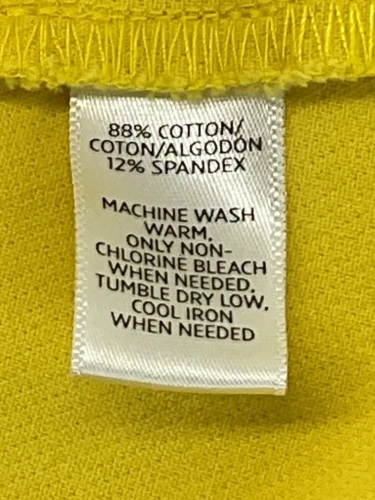 88% COTTON/
COTON/ALGODÓN
12% SPANDEX
MACHINE WASH
WARM,
ONLY NON-
CHLORINE BLEACH
WHEN NEEDED,
TUMBLE DRY LOW,
COOL IRON
WHEN NEEDED